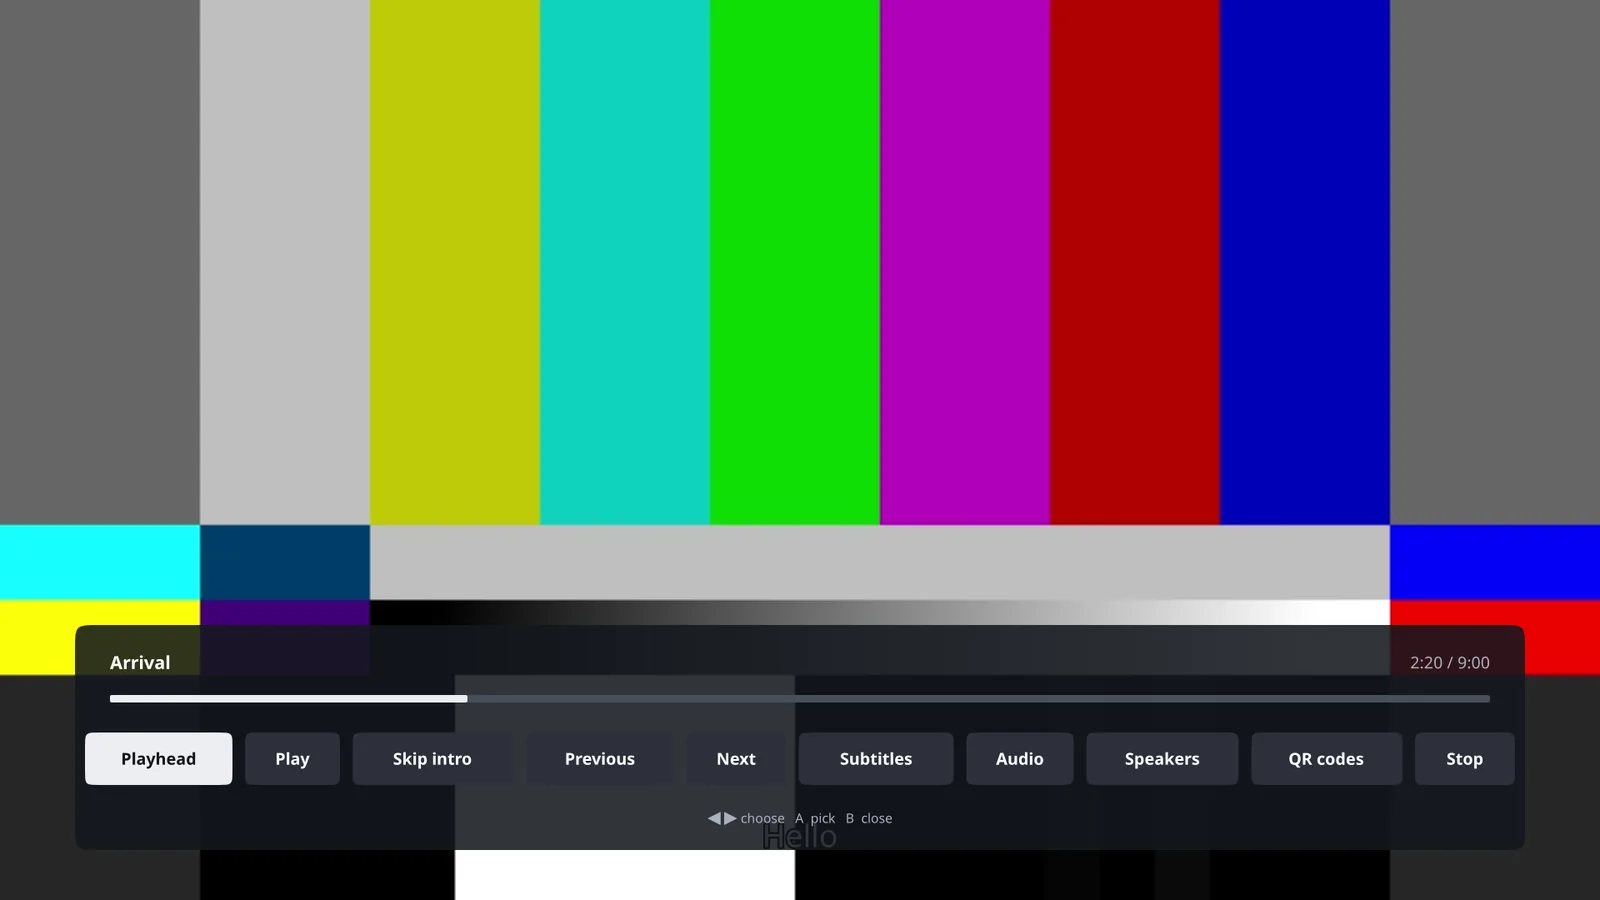 Arrival
2:20 / 9:00
Playhead
Play
Skip intro
Previous
Next
Subtitles
Audio
Speakers
QR codes
Stop
◀▶ choose A pick B close
Hello